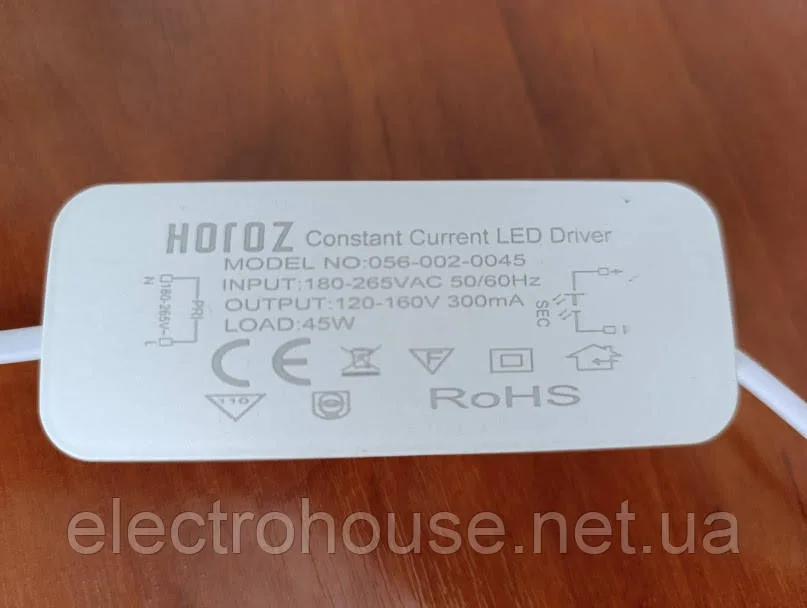 HOROZ Constant Current LED Driver
MODEL NO:056-002-0045
INPUT:180-265VAC 50/60Hz
OUTPUT:120-160V 300mA
LOAD:45W
N
180-265V~
L
PRI
SEC
+
-
CE
F
110
RoHS
electrohouse.net.ua